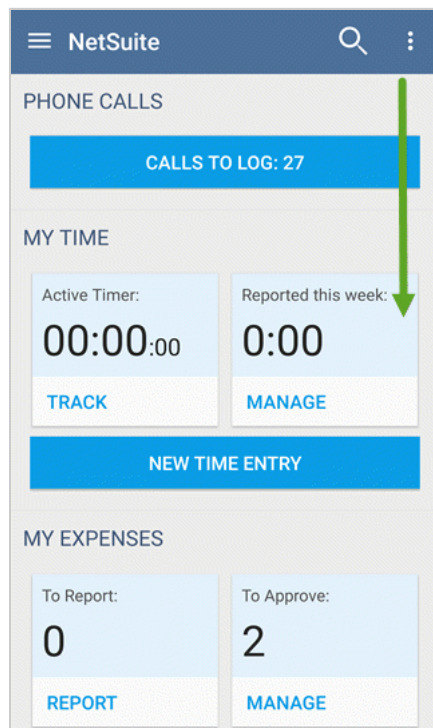 NetSuite
PHONE CALLS
CALLS TO LOG: 27
MY TIME
Active Timer:
00:00:00
TRACK
Reported this week:
0:00
MANAGE
NEW TIME ENTRY
MY EXPENSES
To Report:
0
REPORT
To Approve:
2
MANAGE